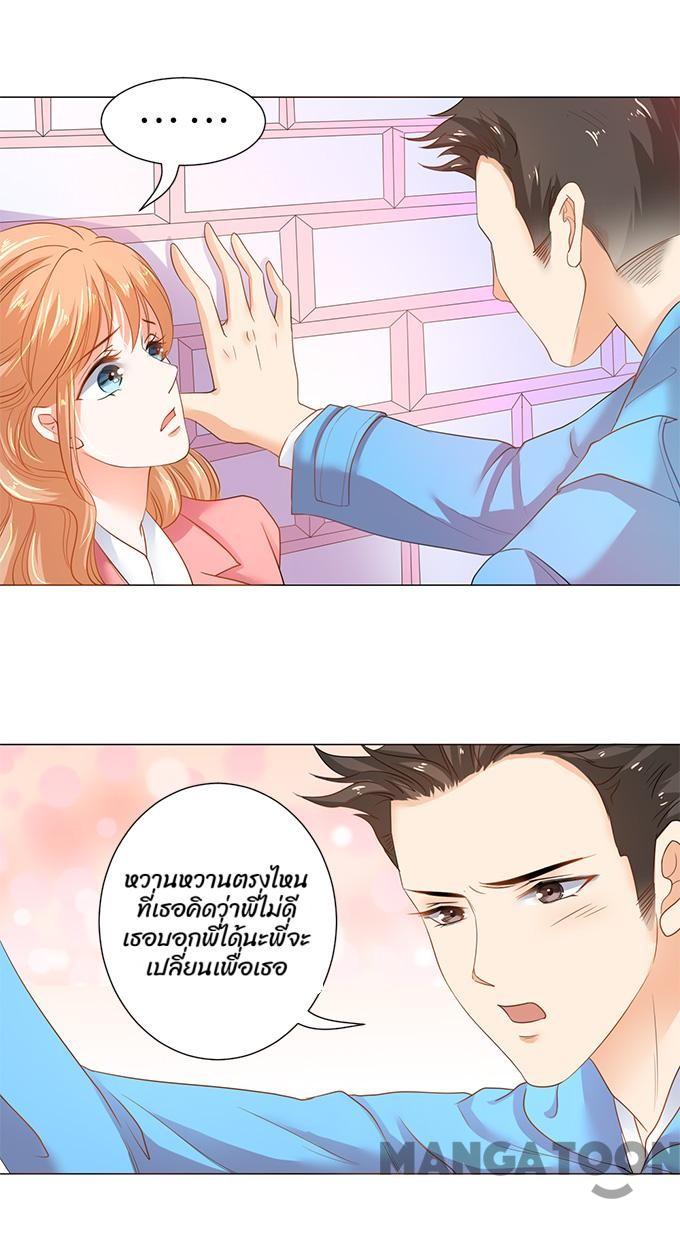 ... ...
หวานหวานตรงไหน
ที่เธอคิดว่าพี่ไม่ดี
เธอบอกพี่ได้นะพี่จะ
เปลี่ยนเพื่อเธอ
MANGATOON